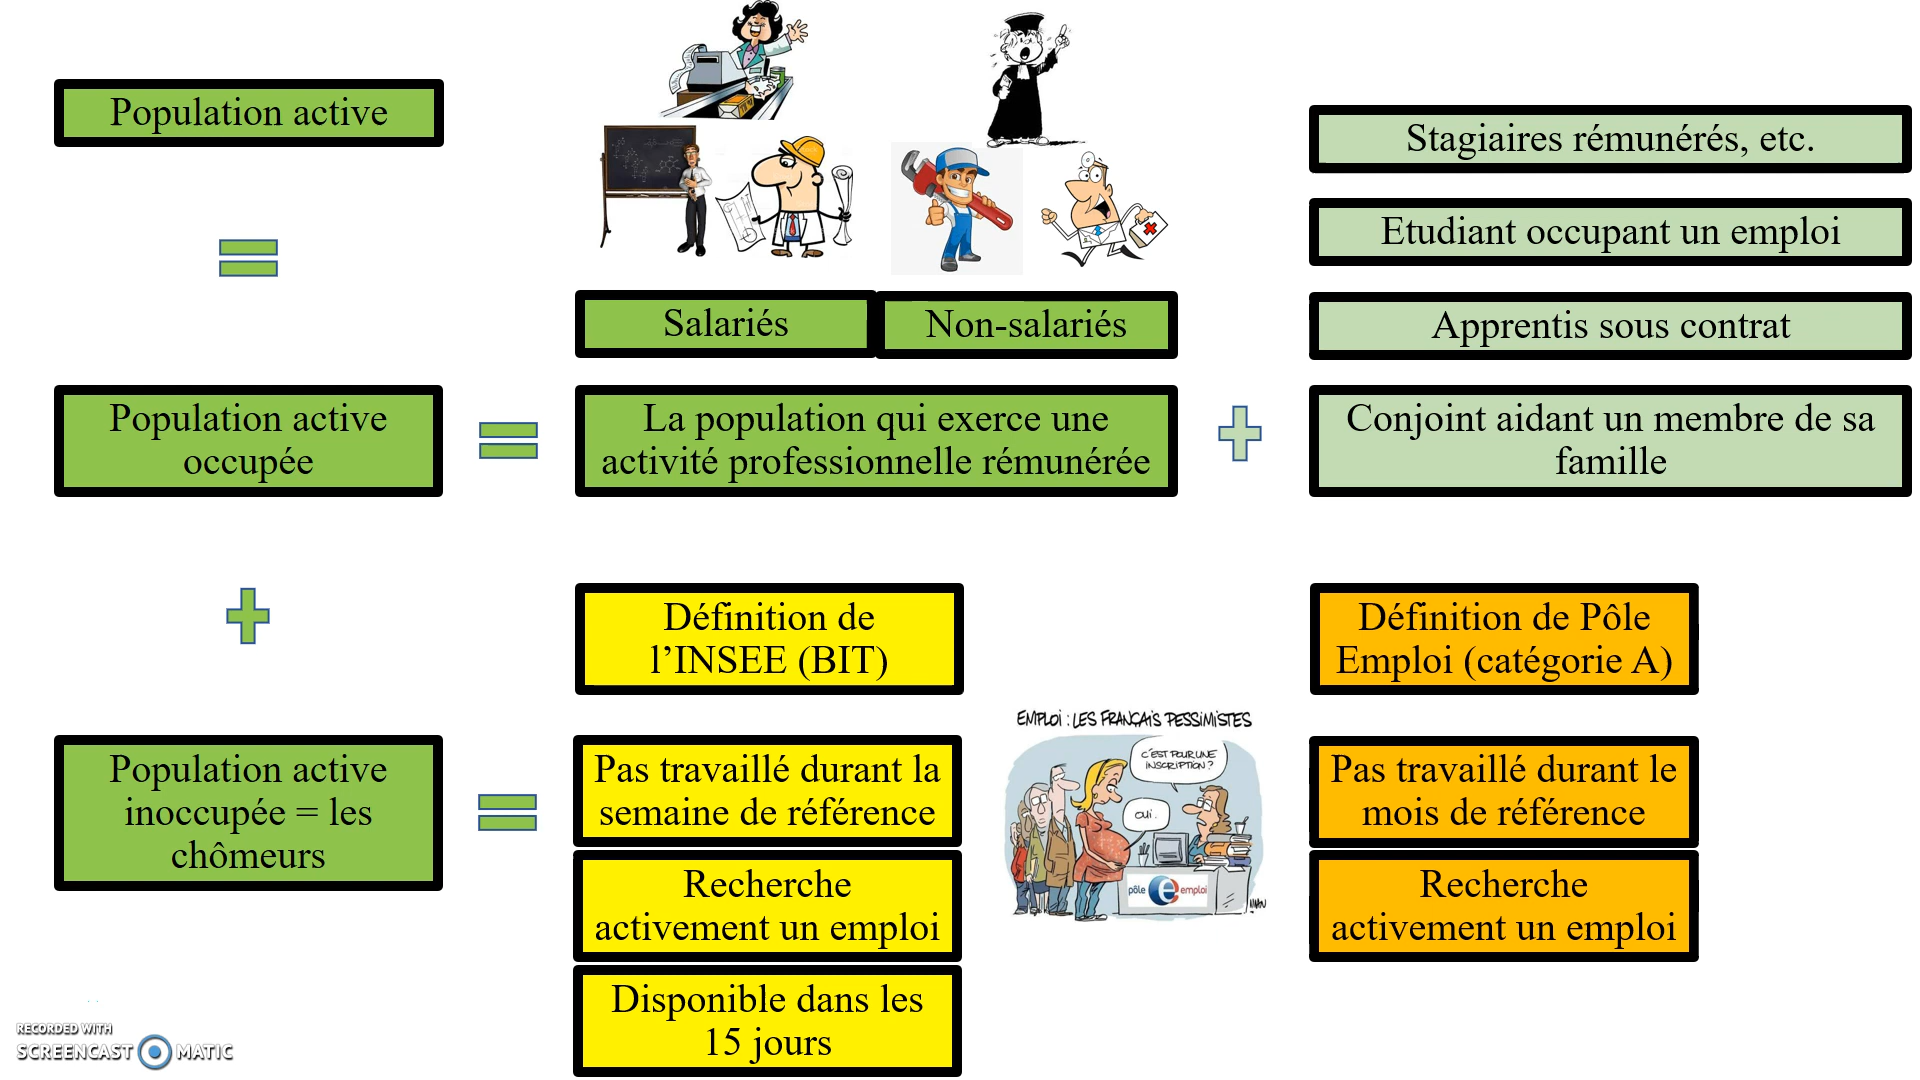 Population active
Salariés
Non-salariés
Stagiaires rémunérés, etc.
Etudiant occupant un emploi
Apprentis sous contrat
Population active
occupée
La population qui exerce une
activité professionnelle rémunérée
Conjoint aidant un membre de sa
famille
Définition de
l’INSEE (BIT)
Définition de Pôle
Emploi (catégorie A)
Population active
inoccupée = les
chômeurs
Pas travaillé durant la
semaine de référence
Recherche
activement un emploi
Disponible dans les
15 jours
EMPLOI : LES FRANÇAIS PESSIMISTES
C'EST POUR UNE
INSCRIPTION ?
OUI.
pôle emploi
Pas travaillé durant le
mois de référence
Recherche
activement un emploi
RECORDED WITH
SCREENCAST MATIC